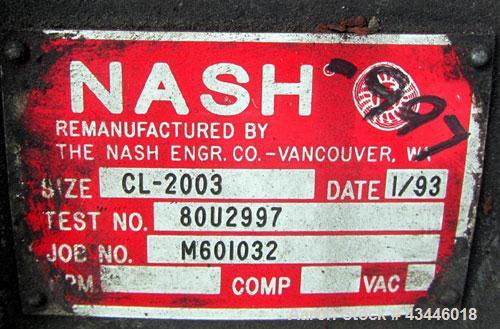 NASH
REMANUFACTURED BY
THE NASH ENGR. CO.-VANCOUVER, WA
SIZE CL-2003 DATE 1/93
TEST NO. 80U2997
JOB NO. M601032
RPM COMP VAC
Stock # 43446018